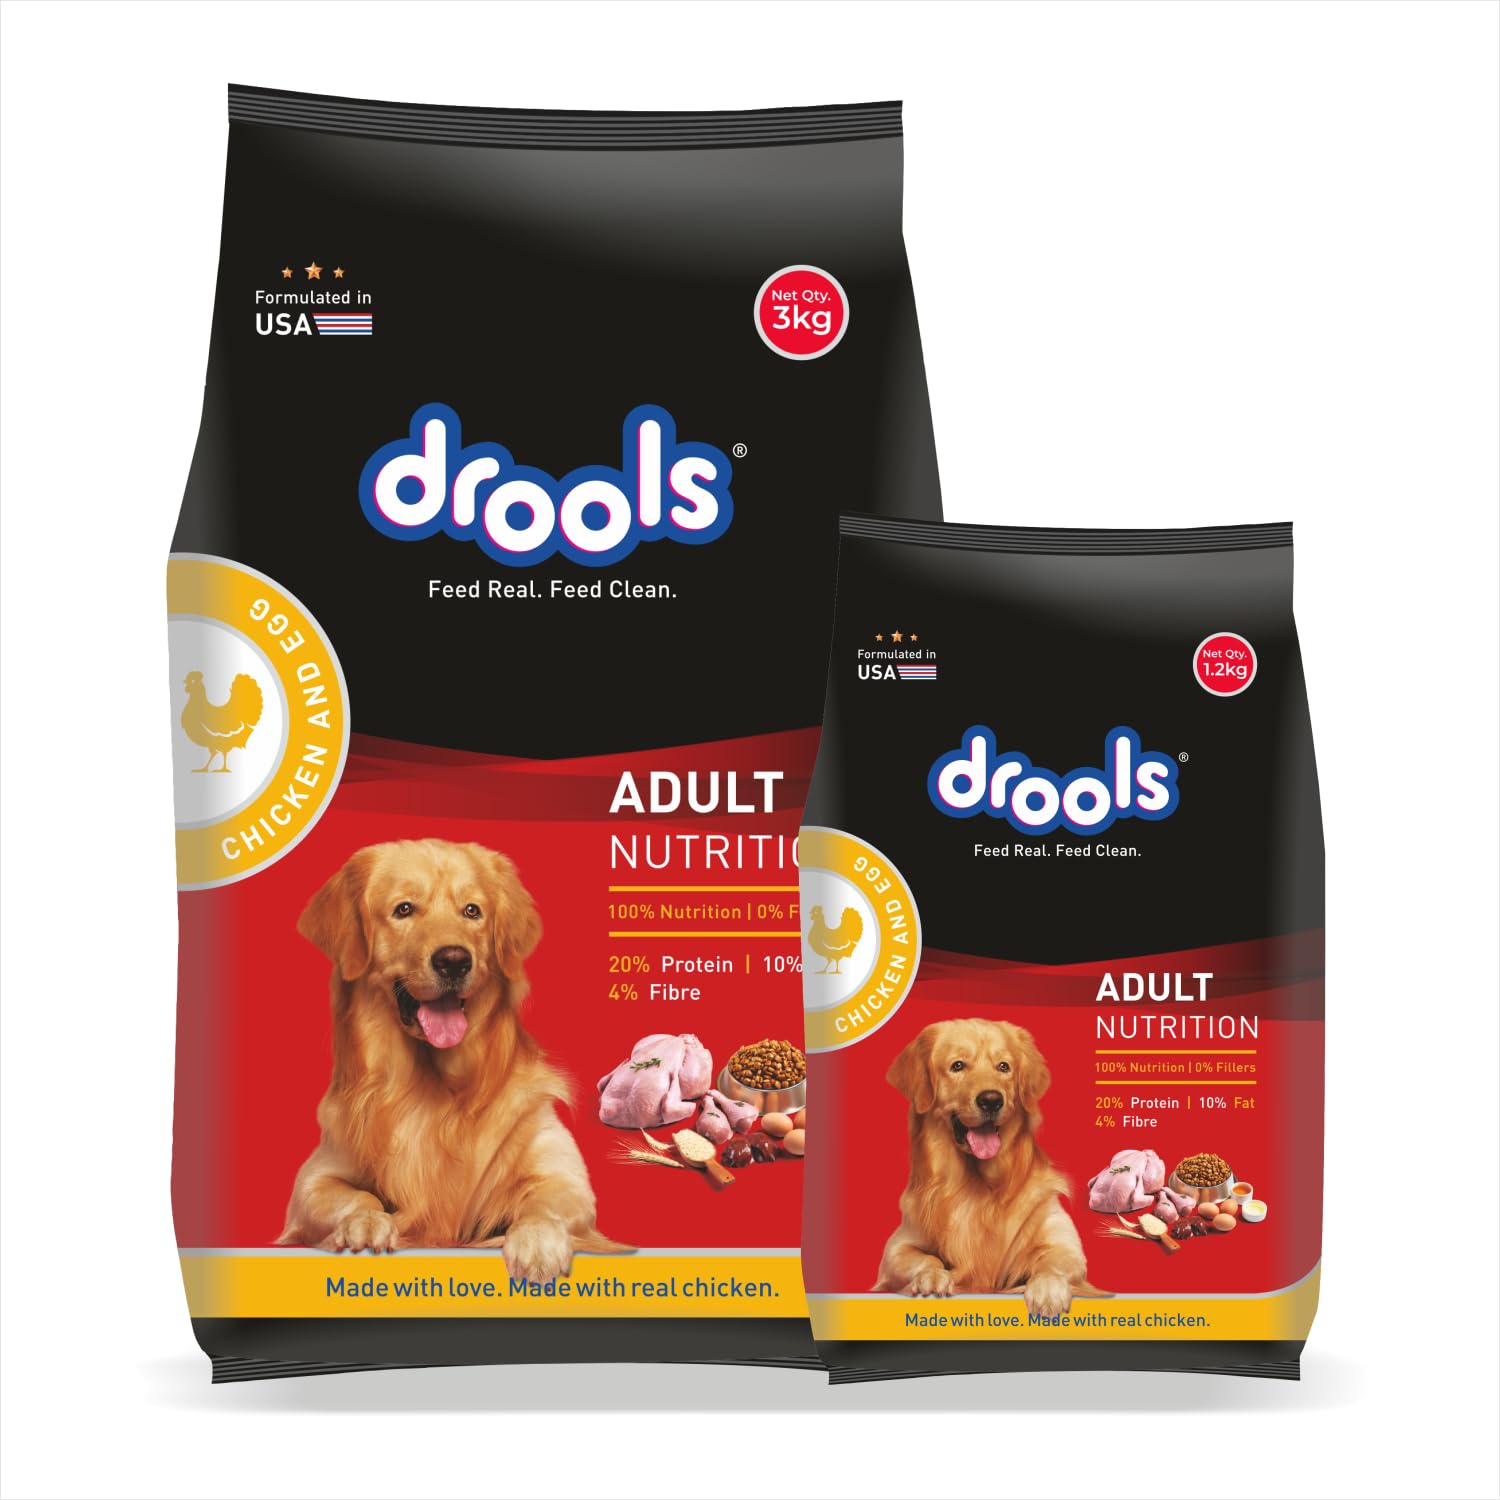 Formulated in
USA
Net Qty.
3kg
drools®
Feed Real. Feed Clean.
CHICKEN AND EGG
ADULT
NUTRITIO
100% Nutrition | 0% F
20% Protein | 10%
4% Fibre
Made with love. Made with real chicken.
Formulated in
USA
Net Qty.
1.2kg
drools®
Feed Real. Feed Clean.
CHICKEN AND EGG
ADULT
NUTRITION
100% Nutrition | 0% Fillers
20% Protein | 10% Fat
4% Fibre
Made with love. Made with real chicken.